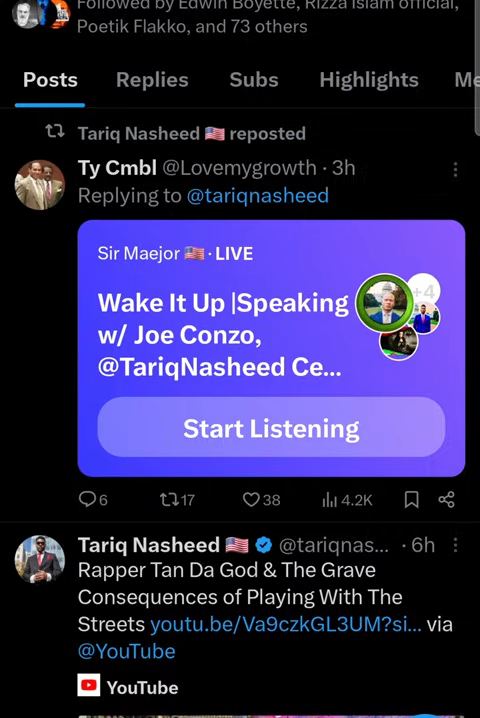 Followed by Edwin Boyette, Rizza Islam official,
Poetik Flakko, and 73 others
Posts Replies Subs Highlights Me
Tariq Nasheed 🇺🇸 reposted
Ty Cmbl @Lovemygrowth · 3h
Replying to @tariqnasheed
Sir Maejor 🇺🇸 · LIVE
+4
Wake It Up |Speaking
w/ Joe Conzo,
@TariqNasheed Ce...
Start Listening
6 17 38 4.2K
Tariq Nasheed 🇺🇸 @tariqnas... · 6h
Rapper Tan Da God & The Grave
Consequences of Playing With The
Streets youtu.be/Va9czkGL3UM?si... via
@YouTube
YouTube